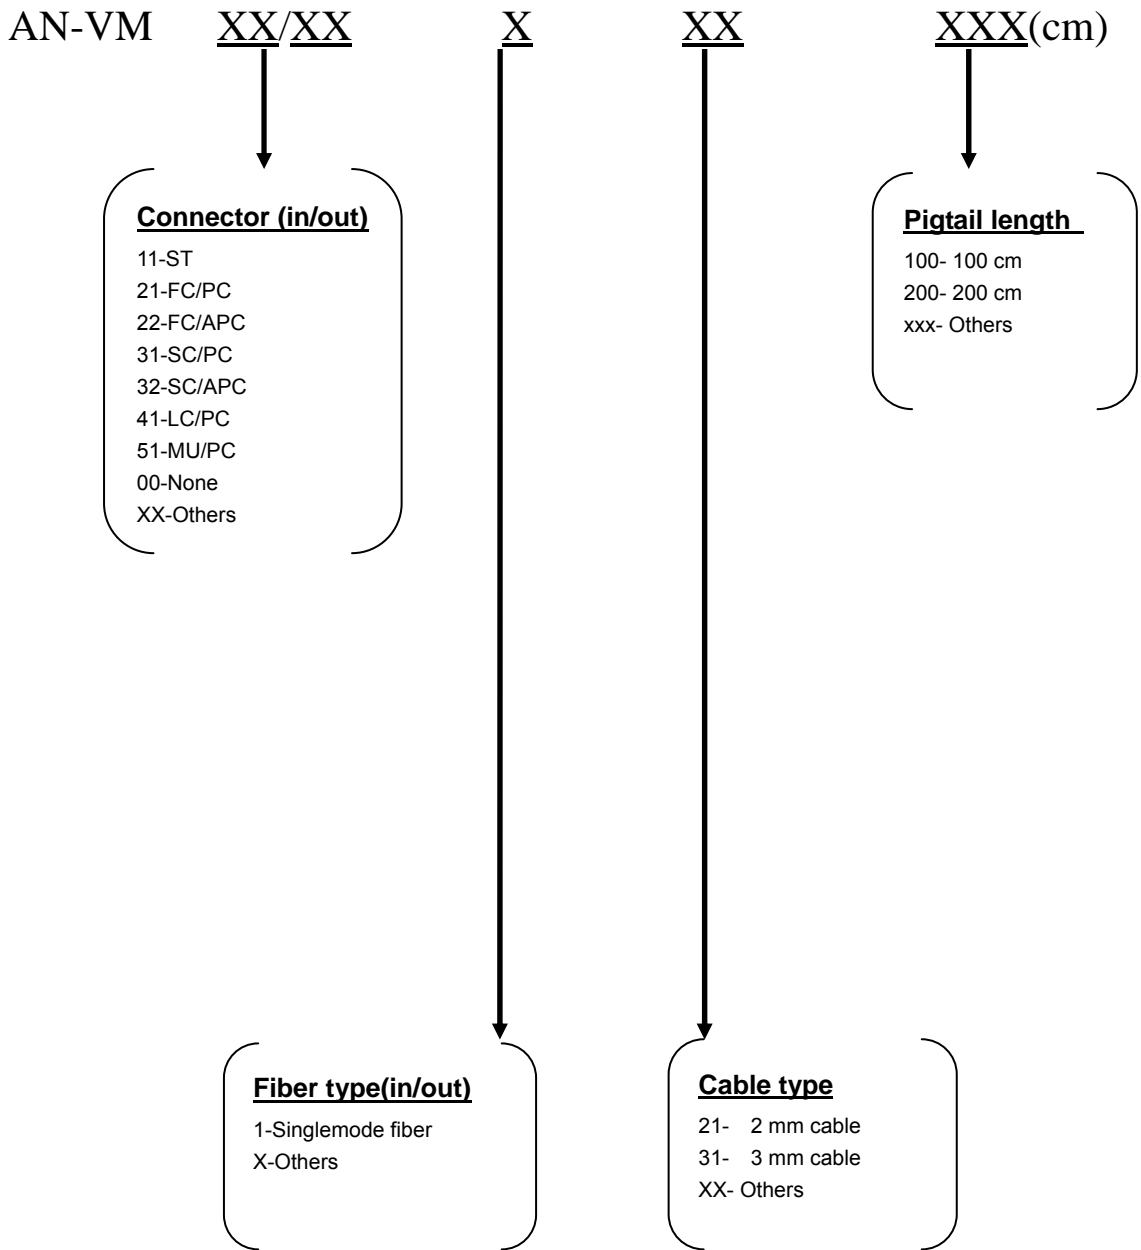 AN-VM XX/XX X XX XXX(cm)
Connector (in/out)
11-ST
21-FC/PC
22-FC/APC
31-SC/PC
32-SC/APC
41-LC/PC
51-MU/PC
00-None
XX-Others
Pigtail length
100- 100 cm
200- 200 cm
xxx- Others
Fiber type(in/out)
1-Singlemode fiber
X-Others
Cable type
21- 2 mm cable
31- 3 mm cable
XX- Others